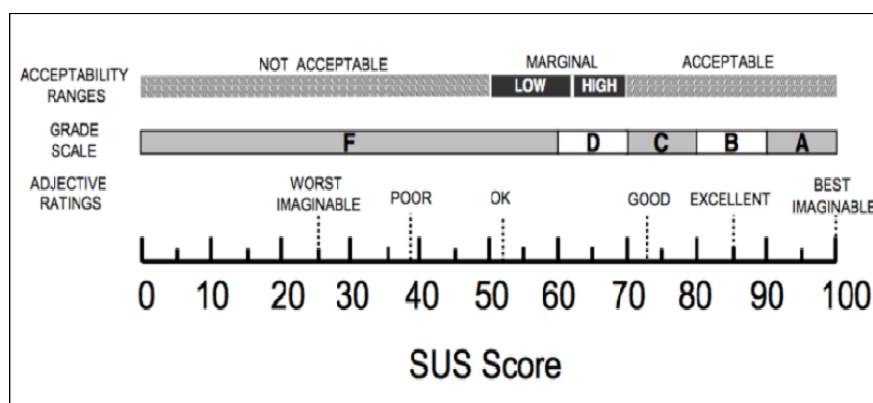 NOT ACCEPTABLE MARGINAL ACCEPTABLE
ACCEPTABILITY
RANGES
LOW HIGH
GRADE
SCALE
F D C B A
ADJECTIVE
RATINGS
WORST
IMAGINABLE
POOR
OK
GOOD
EXCELLENT
BEST
IMAGINABLE
0 10 20 30 40 50 60 70 80 90 100
SUS Score